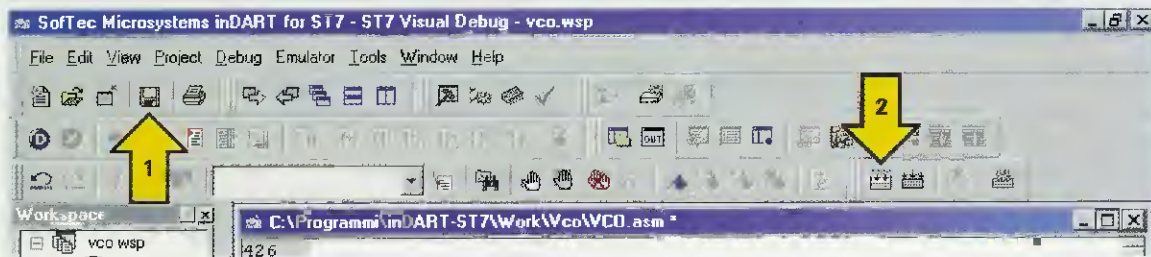 SofTec Microsystems inDART for ST7 - ST7 Visual Debug - vco.wsp
File Edit View Project Debug Emulator Tools Window Help
2
OUT
1
Workspace
C:\Programmi\inDART-ST7\Work\Vco\VCO.asm *
vco wsp
426